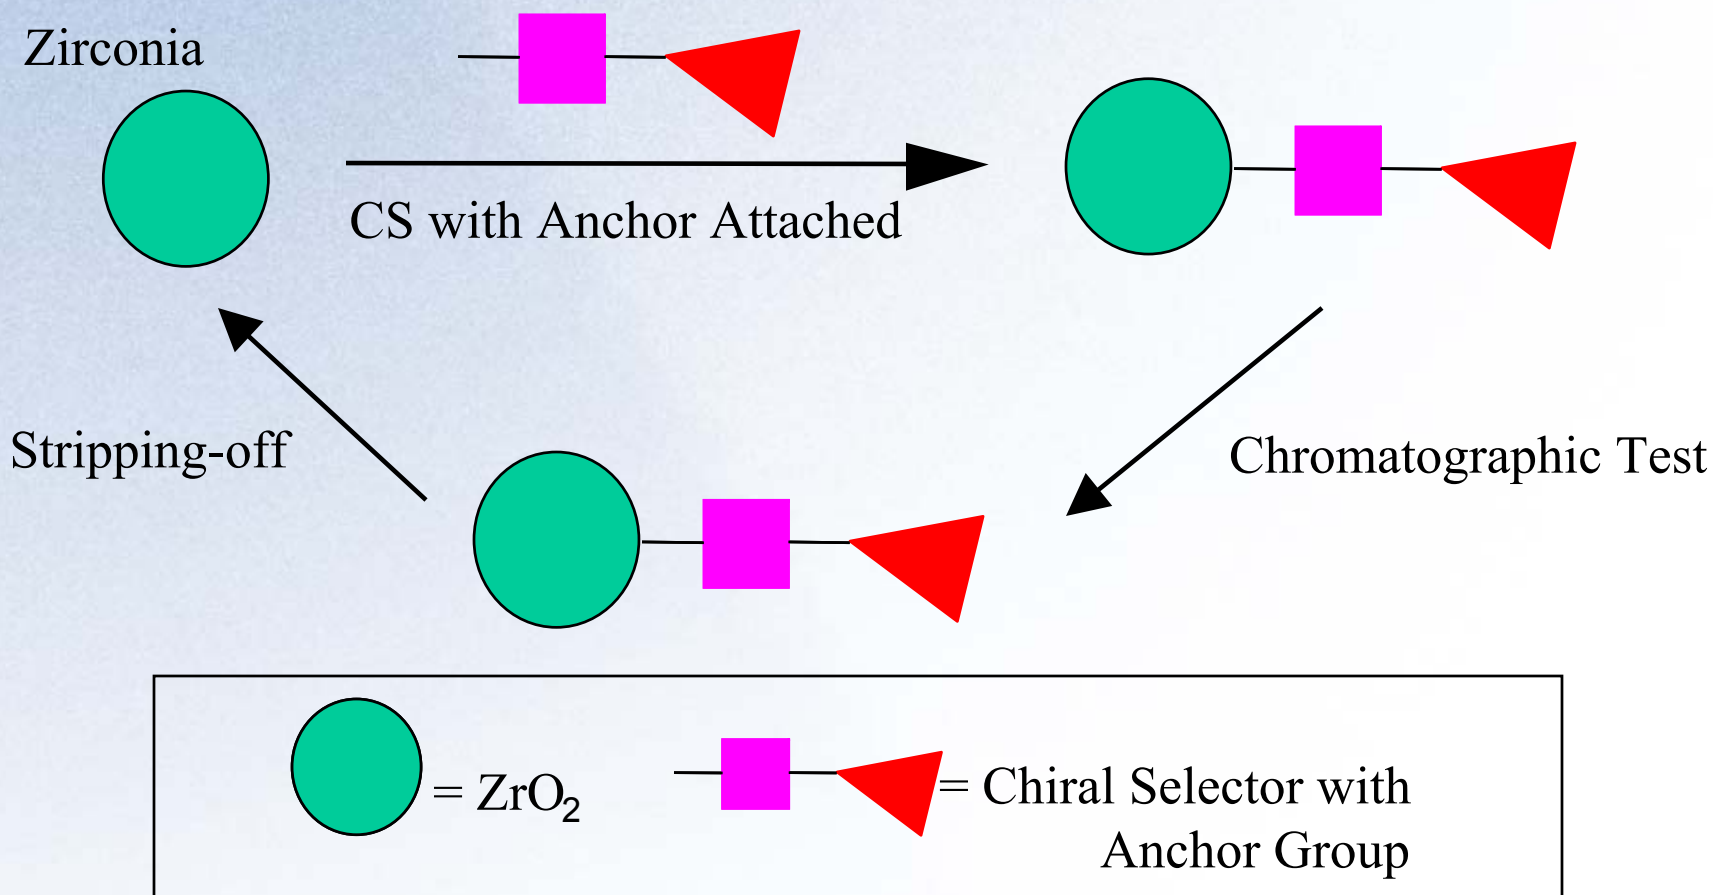 Zirconia
CS with Anchor Attached
Stripping-off
Chromatographic Test
= ZrO₂
= Chiral Selector with
Anchor Group